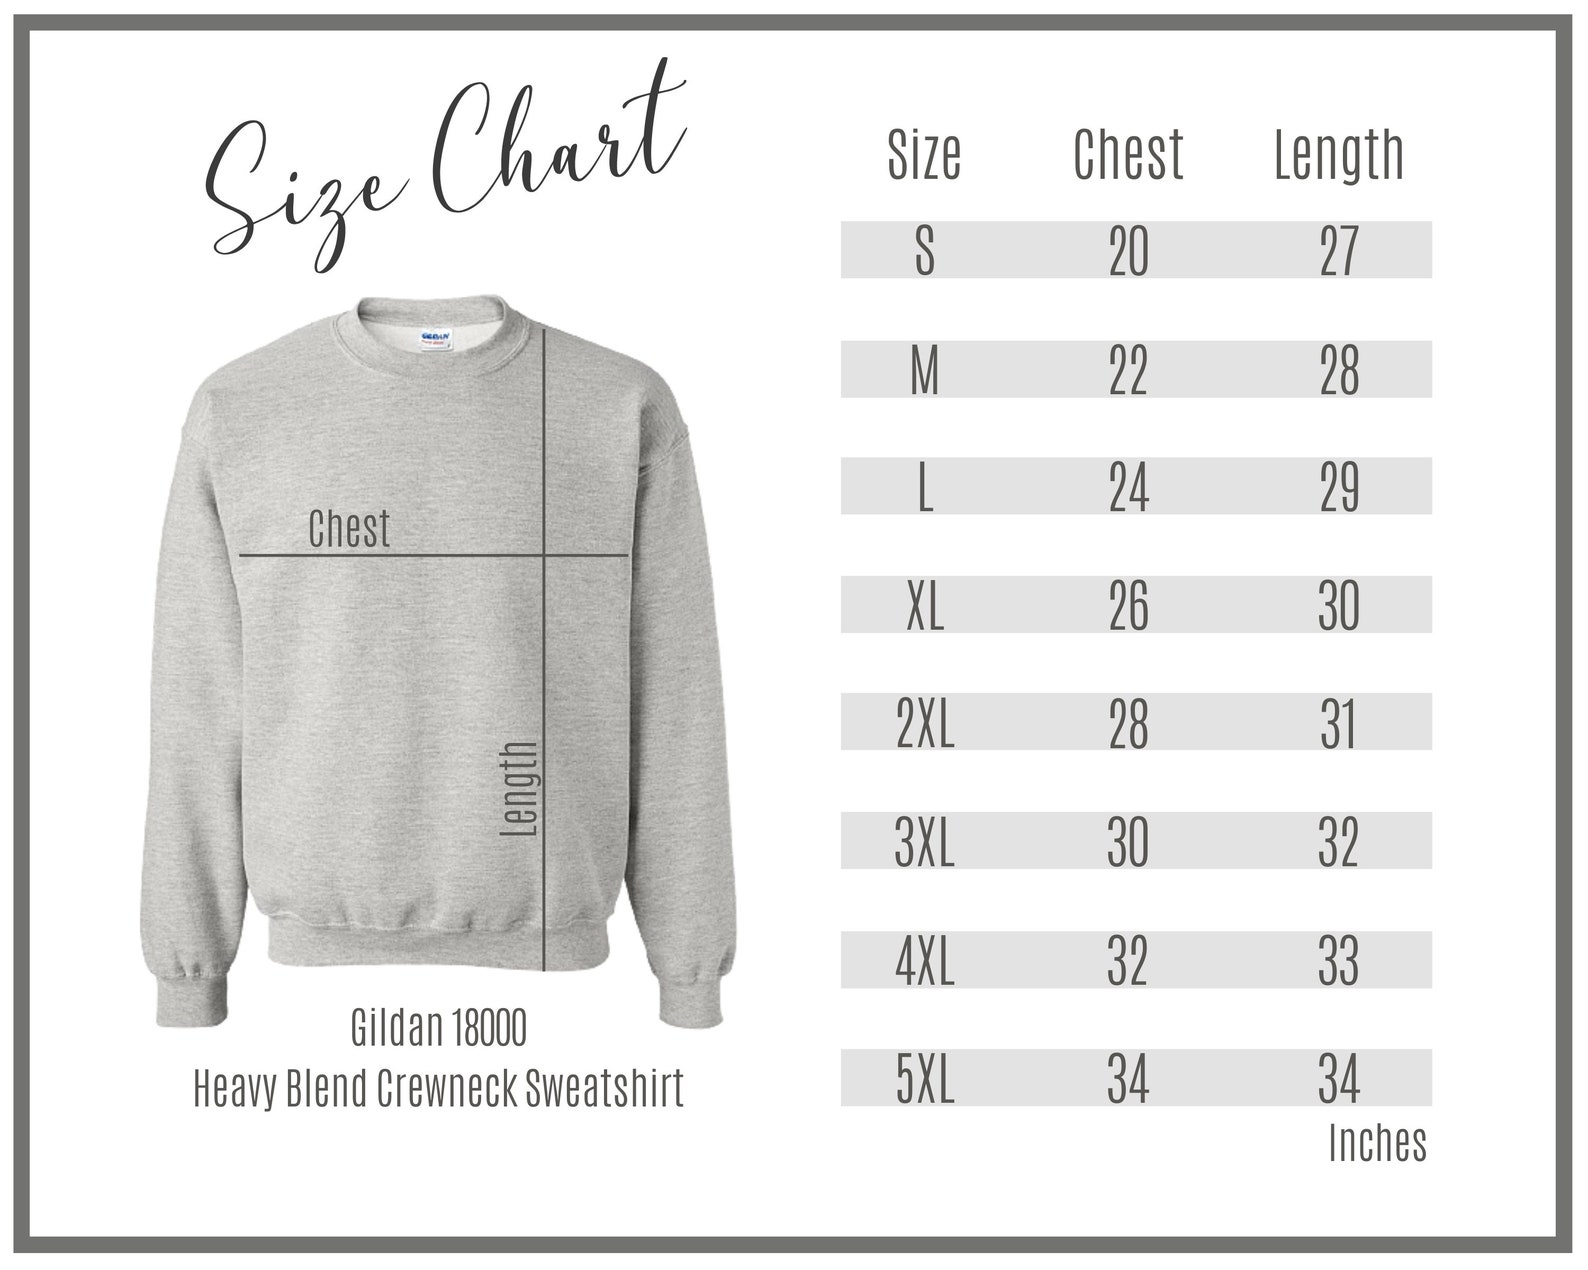 Size Chart
GILDAN
Chest
Length
Gildan 18000
Heavy Blend Crewneck Sweatshirt
Size Chest Length
S 20 27
M 22 28
L 24 29
XL 26 30
2XL 28 31
3XL 30 32
4XL 32 33
5XL 34 34
Inches